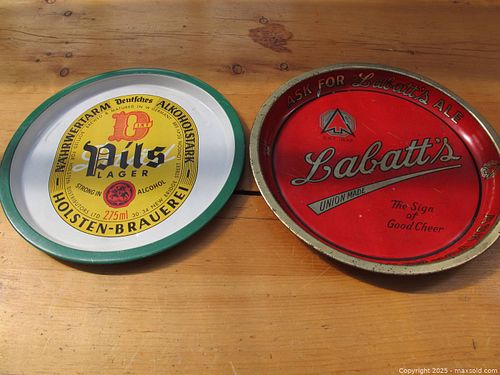 Deutsches
NÄHRWERTARM
ALKOHOLSTARK
Pils
LAGER
STRONG IN
ALCOHOL
275ml
HOLSTEN-BRAUEREI
ASK FOR Labatt's ALE
Labatt's
UNION MADE
The Sign
of
Good Cheer
Copyright 2025 - maxsold.com